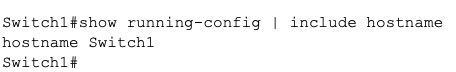 Switch1#show running-config | include hostname
hostname Switch1
Switch1#